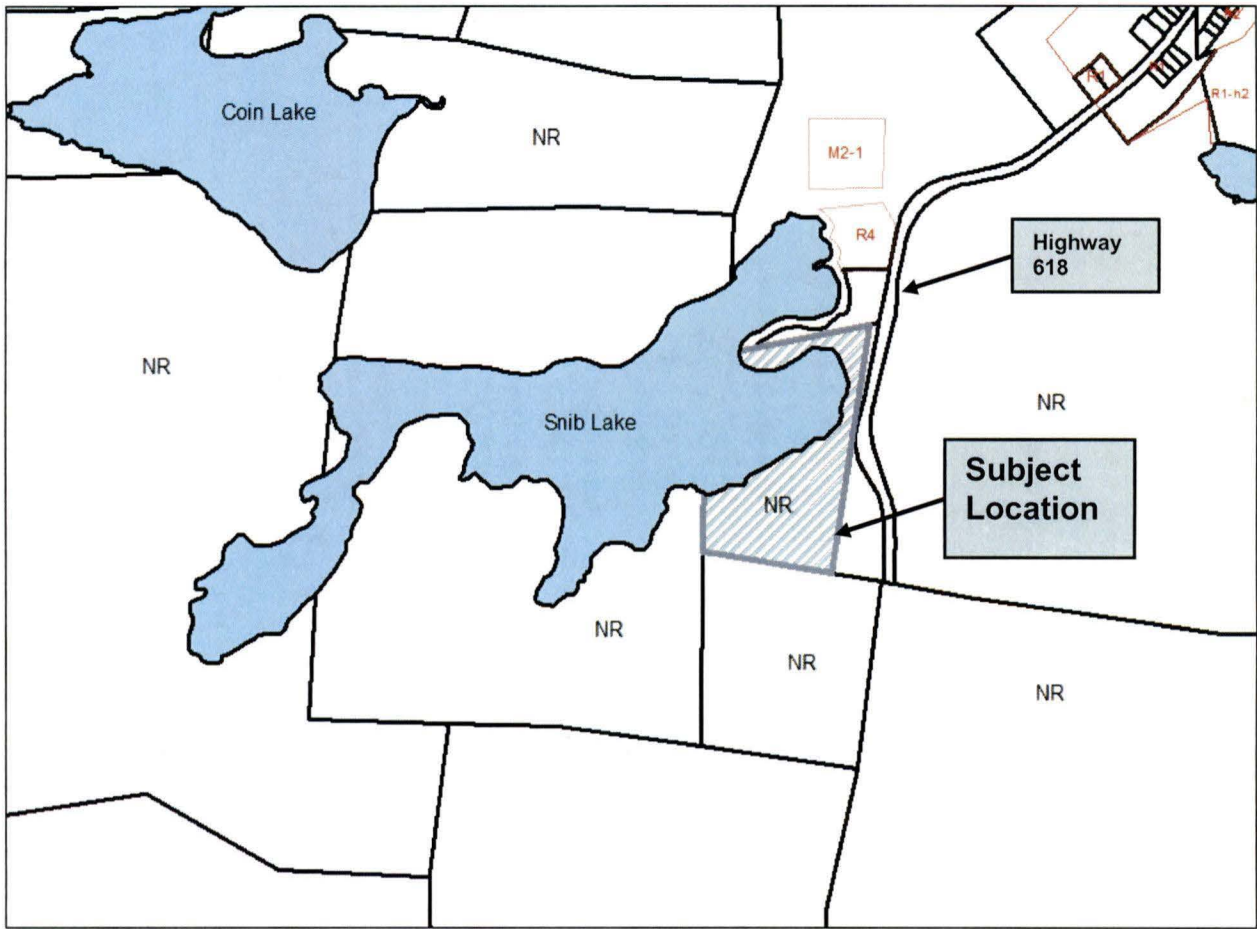 R1
R1-h2
Coin Lake
NR
M2-1
R4
Highway
618
NR
NR
Snib Lake
Subject
Location
NR
NR
NR
NR